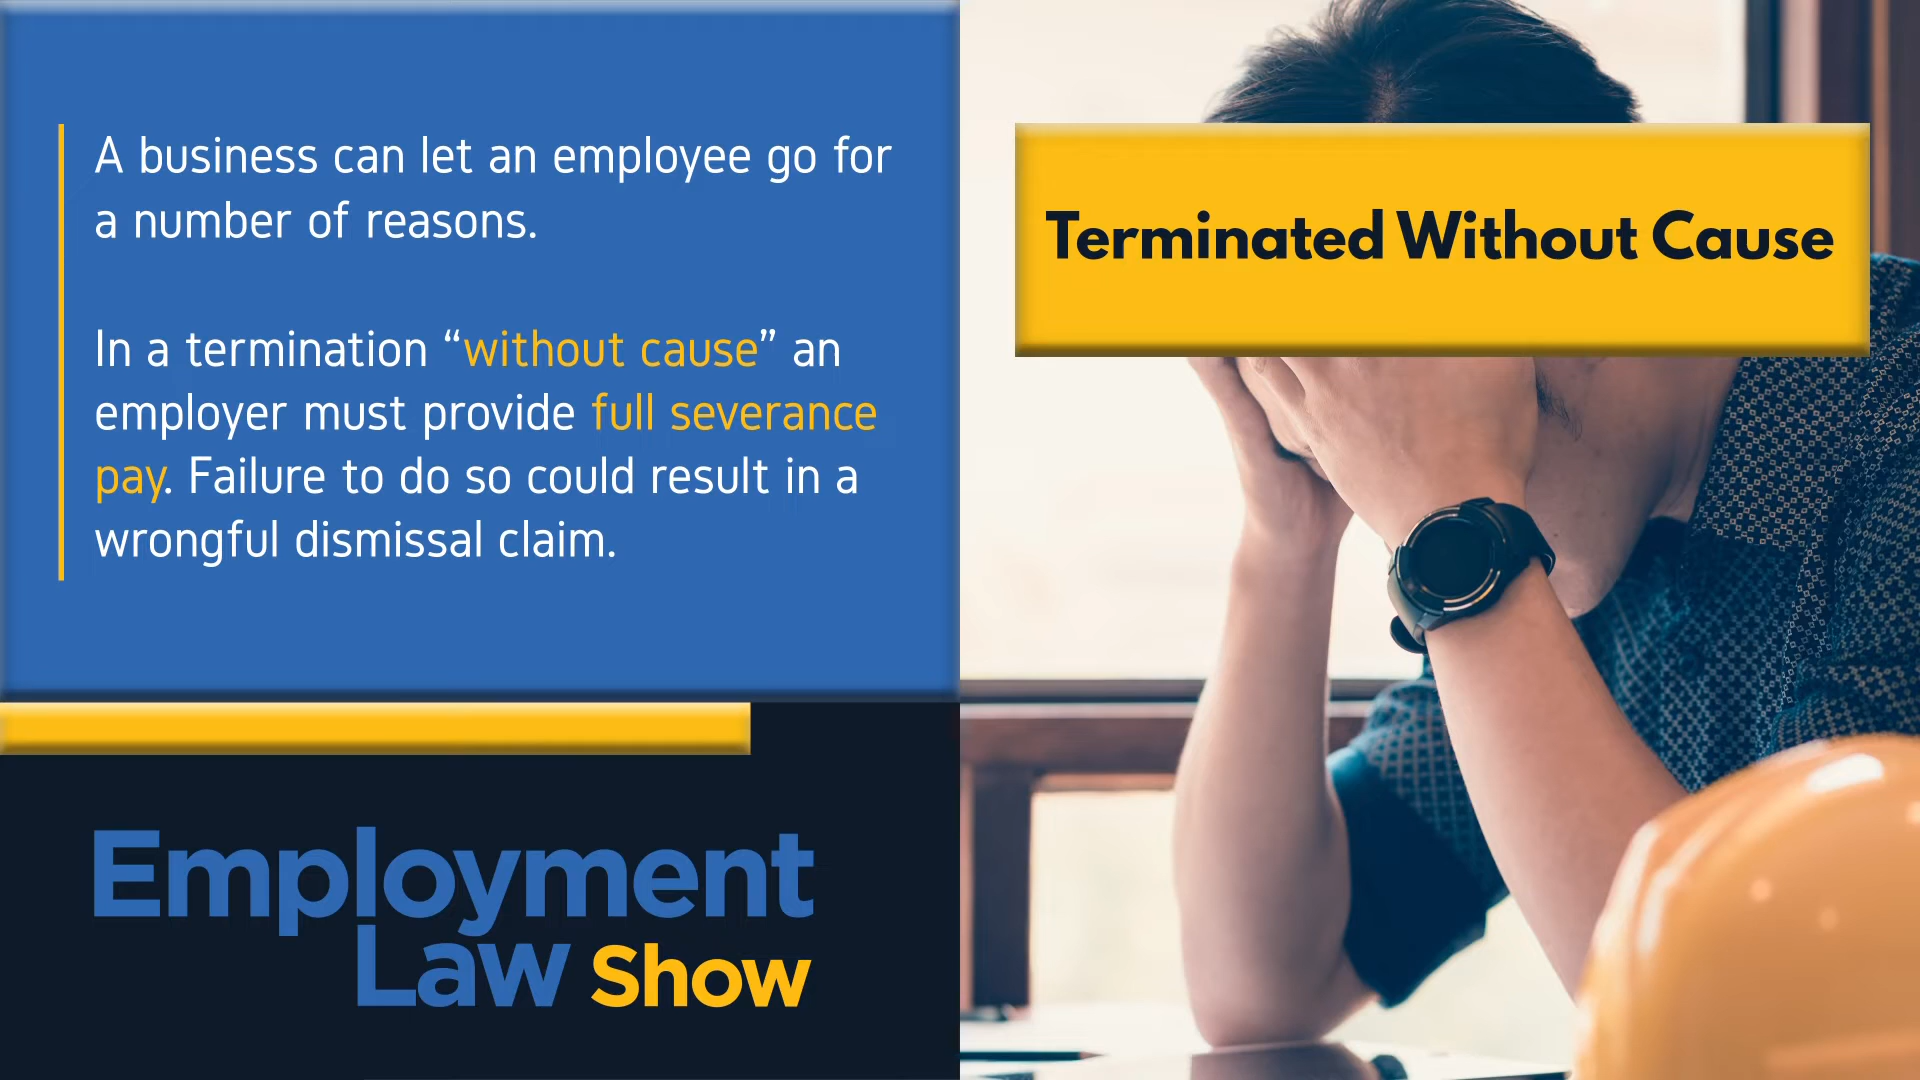 A business can let an employee go for
a number of reasons.
In a termination “without cause” an
employer must provide full severance
pay. Failure to do so could result in a
wrongful dismissal claim.
Terminated Without Cause
Employment
Law Show